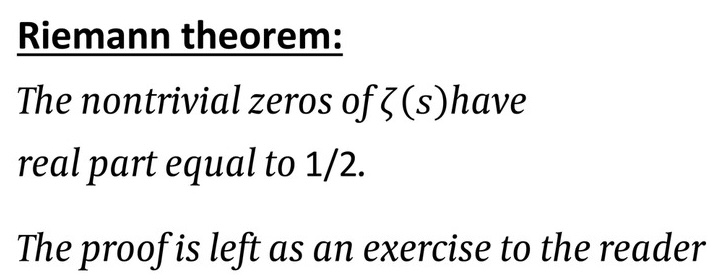 Riemann theorem:
The nontrivial zeros of ζ(s)have
real part equal to 1/2.
The proof is left as an exercise to the reader